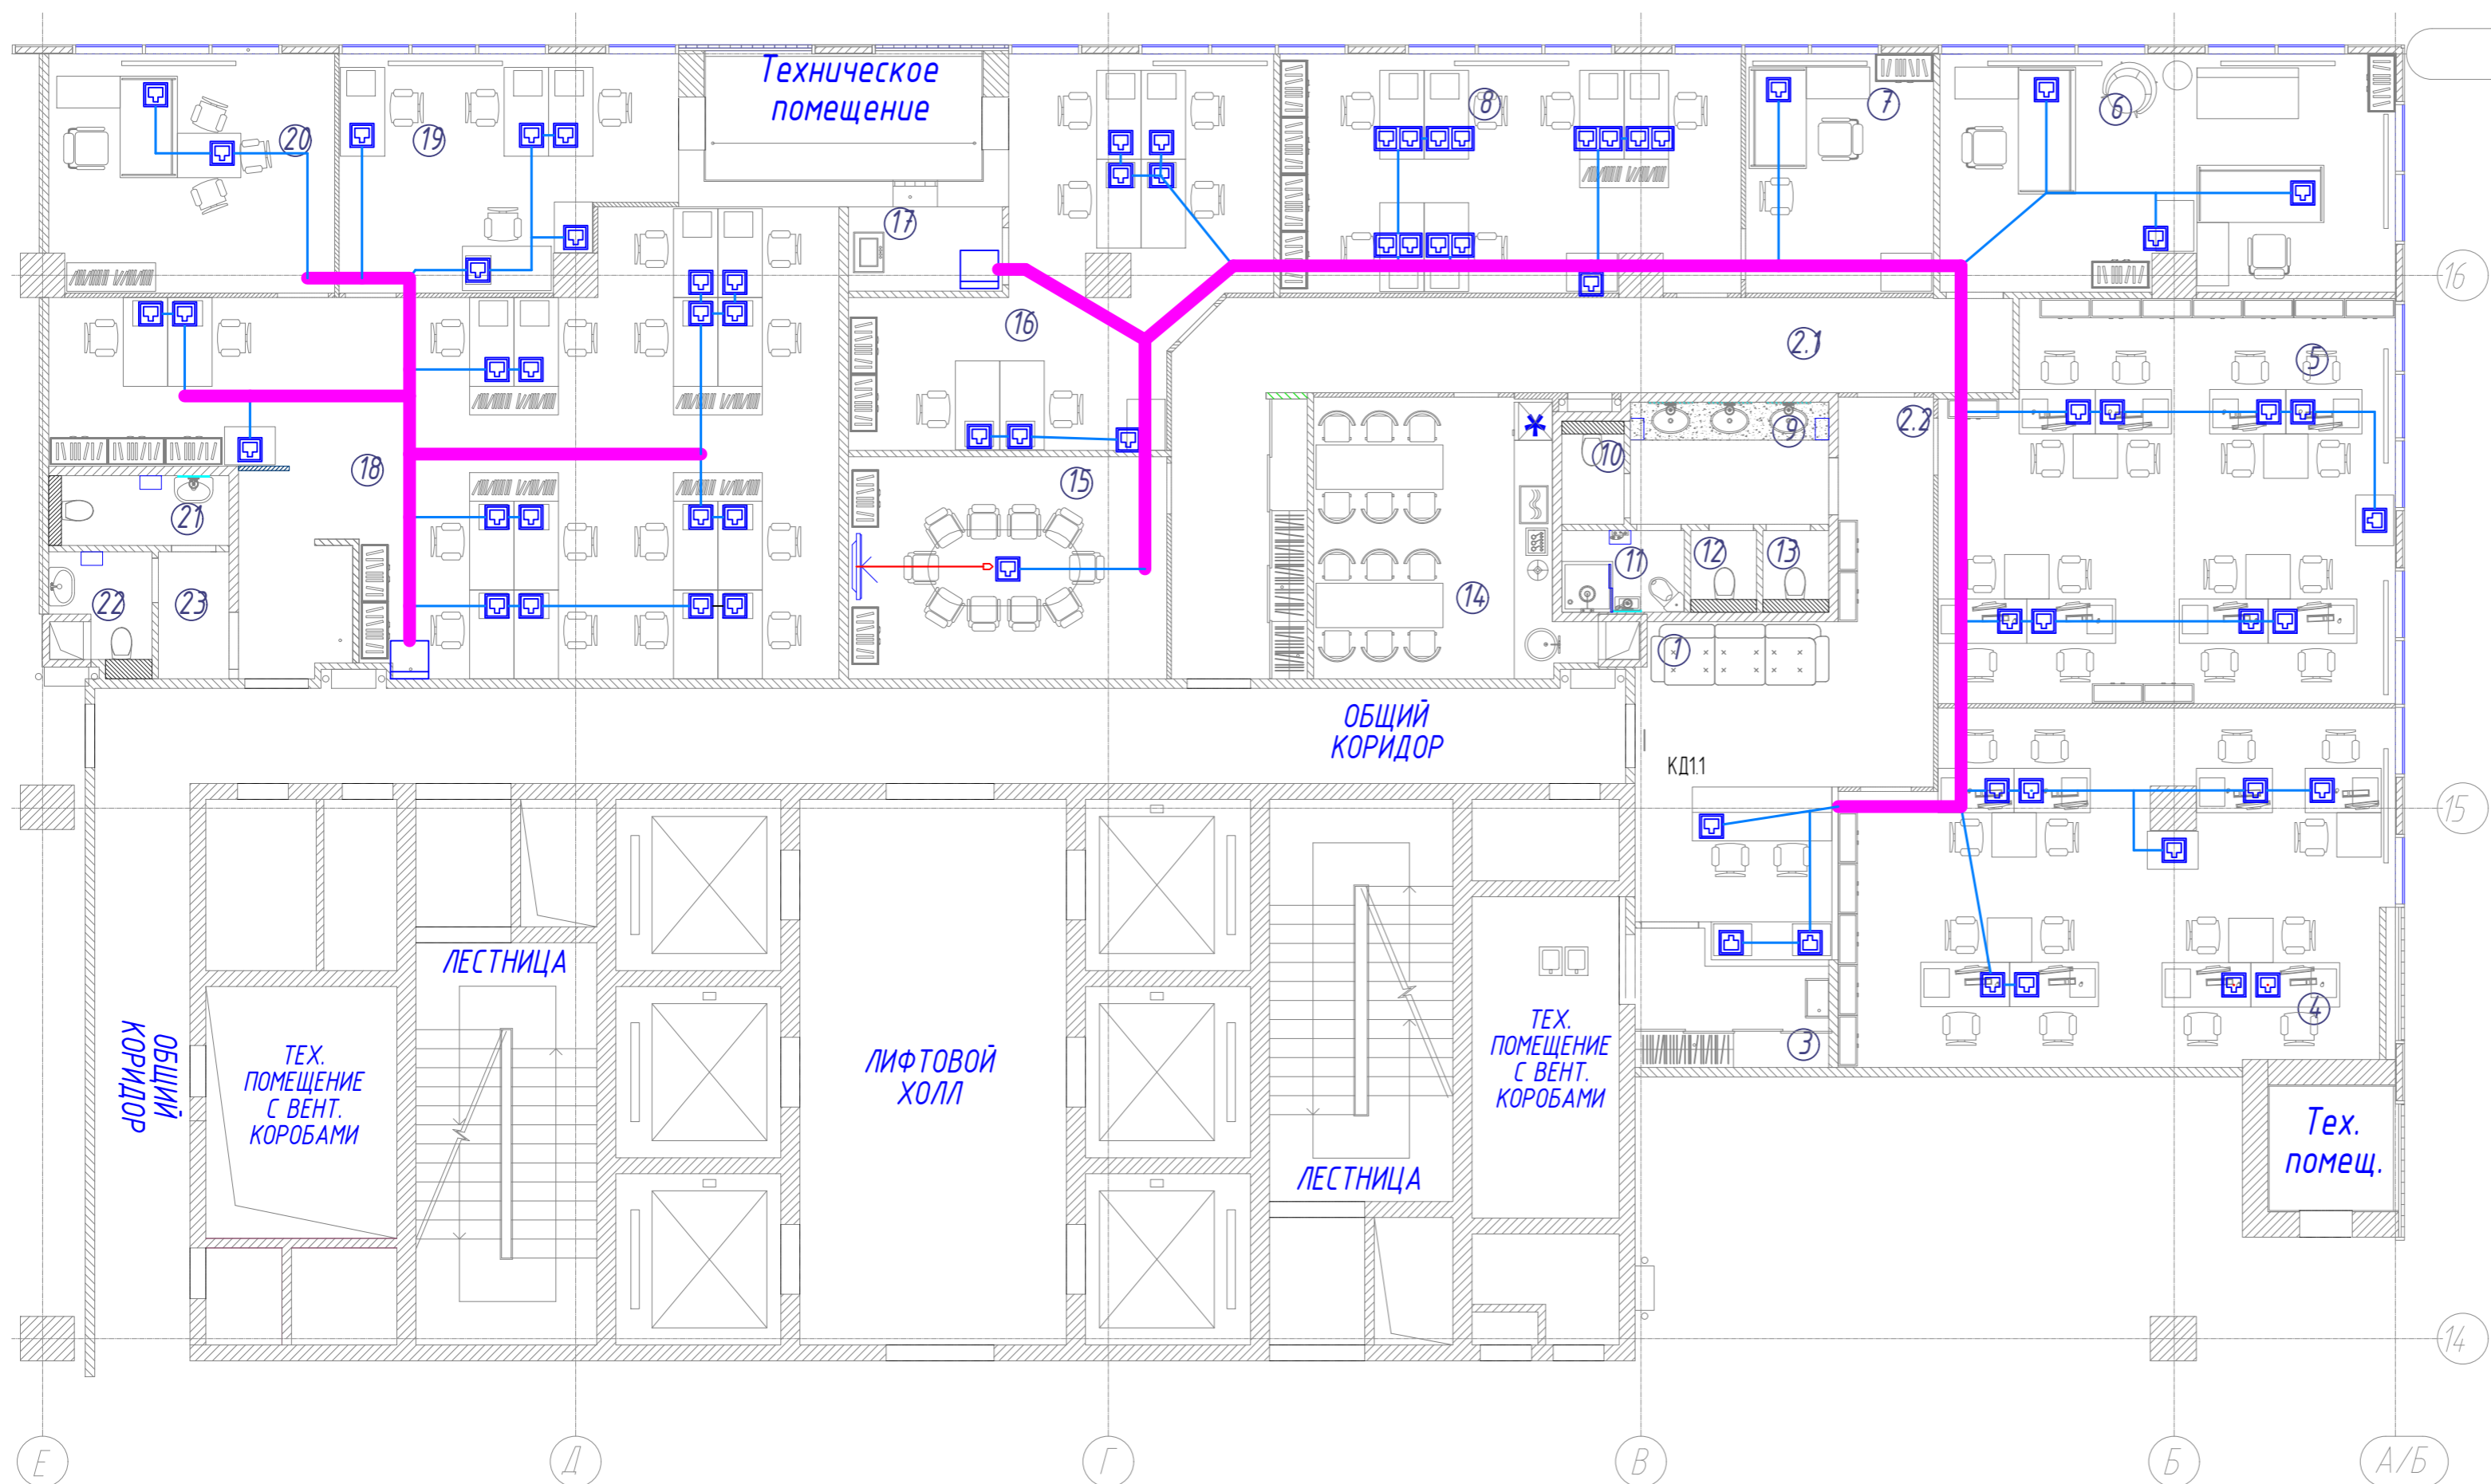 Техническое
помещение
20
19
8
7
6
17
16
16
2.1
5
2.2
9
10
18
15
21
11
12
13
14
22
23
1
ОБЩИЙ
КОРИДОР
КД1.1
15
ЛЕСТНИЦА
4
3
ОБЩИЙ
КОРИДОР
ТЕХ.
ПОМЕЩЕНИЕ
С ВЕНТ.
КОРОБАМИ
ЛИФТОВОЙ
ХОЛЛ
ТЕХ.
ПОМЕЩЕНИЕ
С ВЕНТ.
КОРОБАМИ
ЛЕСТНИЦА
Тех.
помещ.
14
Е
Д
Г
В
Б
А/Б